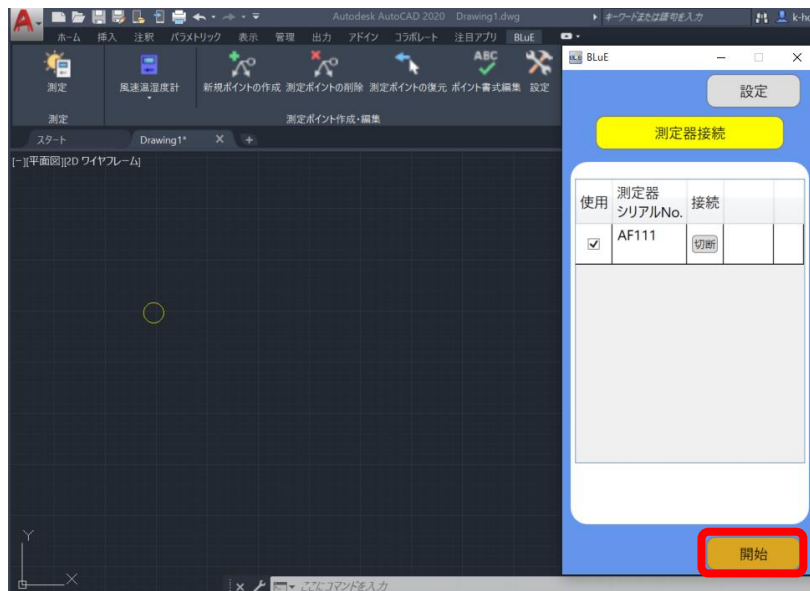 Autodesk AutoCAD 2020 Drawing1.dwg
キーワードまたは語句を入力
k-ho
ホーム 挿入 注釈 パラメトリック 表示 管理 出力 アドイン コラボレート 注目アプリ BLuE
測定 風速温湿度計 新規ポイントの作成 測定ポイントの削除 測定ポイントの復元 ABC ポイント書式編集 設定
測定 測定ポイント作成・編集
スタート Drawing1*
[-][平面図][2D ワイヤフレーム]
Y
X
ここにコマンドを入力
BLuE
設定
測定器接続
使用 測定器 シリアルNo. 接続
AF111 切断
開始